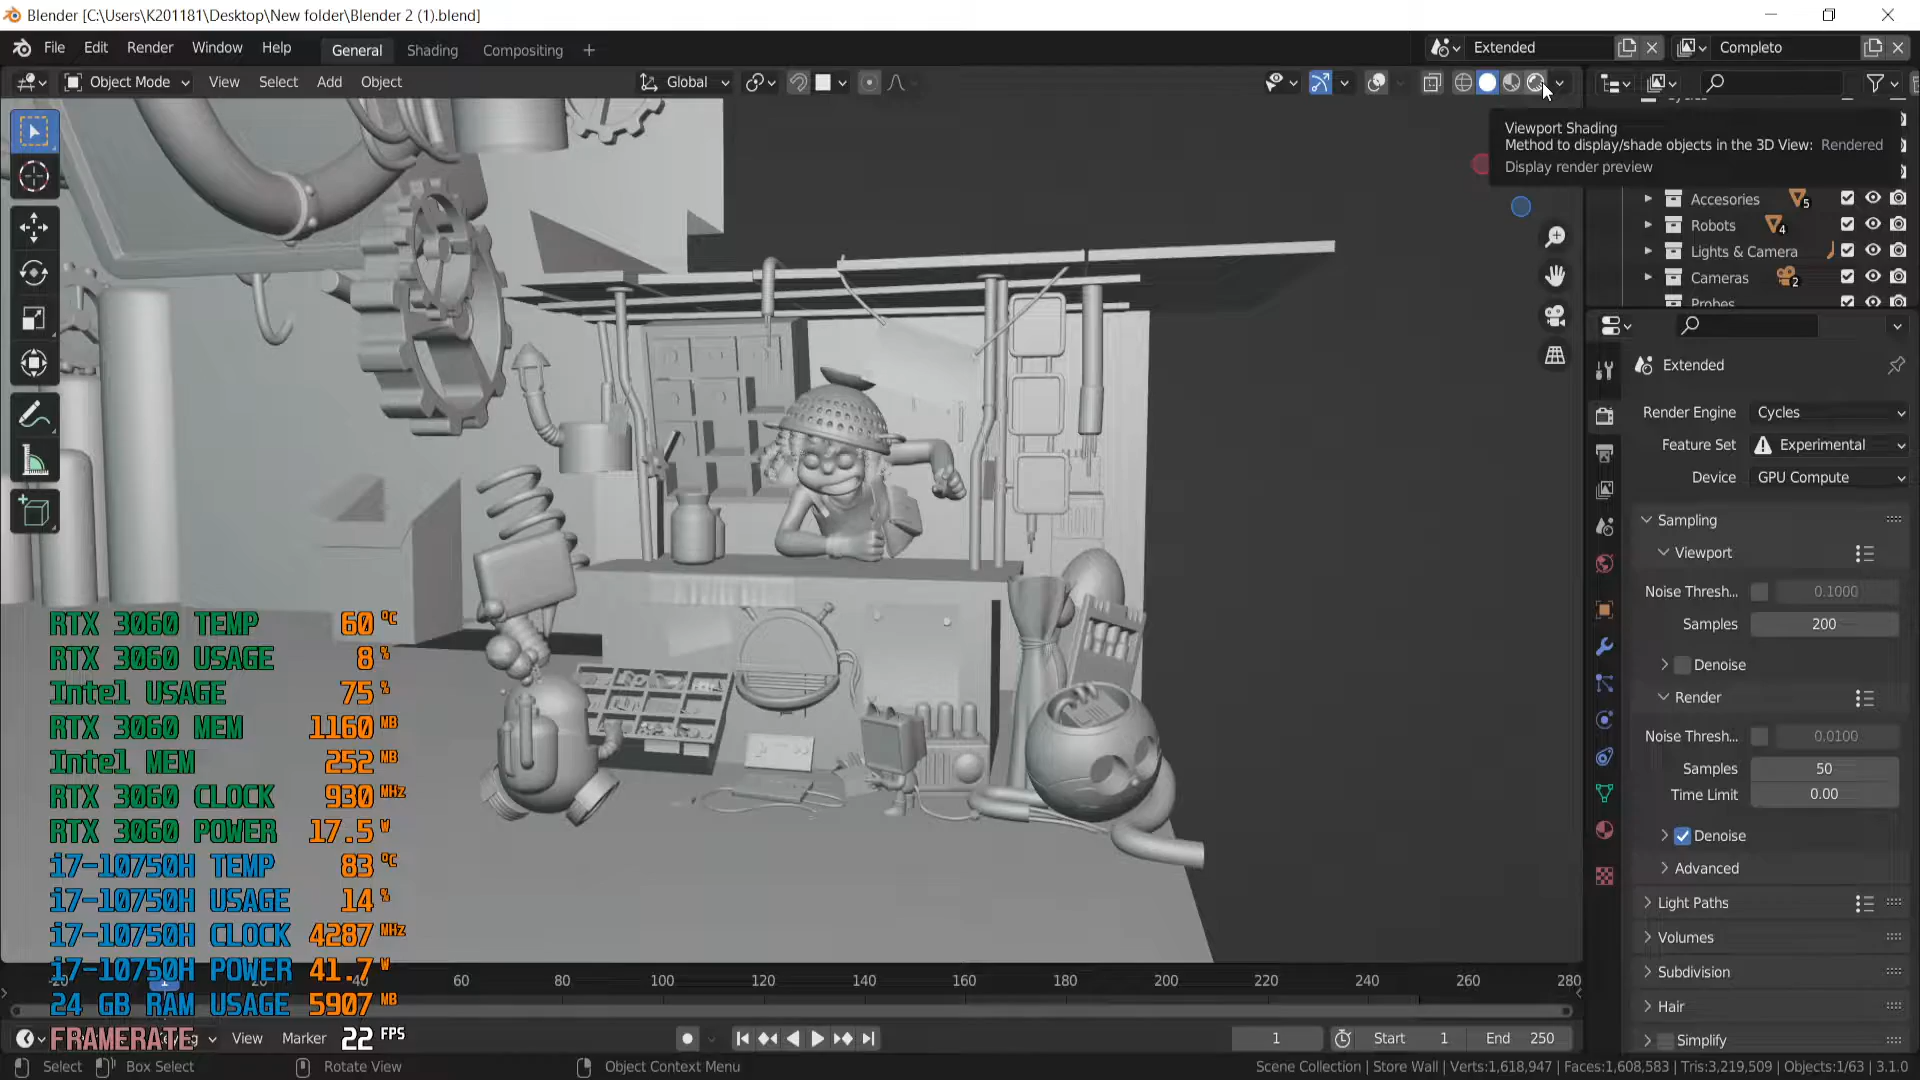 Blender [C:\Users\K201181\Desktop\New folder\Blender 2 (1).blend]
File Edit Render Window Help General Shading Compositing + Extended Completo
Object Mode View Select Add Object Global
Viewport Shading
Method to display/shade objects in the 3D View: Rendered
Display render preview
Accesories 5
Robots 4
Lights & Camera
Cameras 2
Probes
Extended
Render Engine Cycles
Feature Set Experimental
Device GPU Compute
Sampling
Viewport
Noise Thresh... 0.1000
Samples 200
Denoise
Render
Noise Thresh... 0.0100
Samples 50
Time Limit 0.00
Denoise
Advanced
Light Paths
Volumes
Subdivision
Hair
Simplify
RTX 3060 TEMP 60 °C
RTX 3060 USAGE 8 %
Intel USAGE 75 %
RTX 3060 MEM 1160 MB
Intel MEM 252 MB
RTX 3060 CLOCK 930 MHz
RTX 3060 POWER 17.5 W
i7-10750H TEMP 83 °C
i7-10750H USAGE 14 %
i7-10750H CLOCK 4287 MHz
i7-10750H POWER 41.7 W
24 GB RAM USAGE 5907 MB
FRAMERATE 22 FPS
-20 1 20 40 60 80 100 120 140 160 180 200 220 240 260 280
View Marker 1 Start 1 End 250
Select Box Select Rotate View Object Context Menu
Scene Collection | Store Wall | Verts:1,618,947 | Faces:1,608,583 | Tris:3,219,509 | Objects:1/63 | 3.1.0